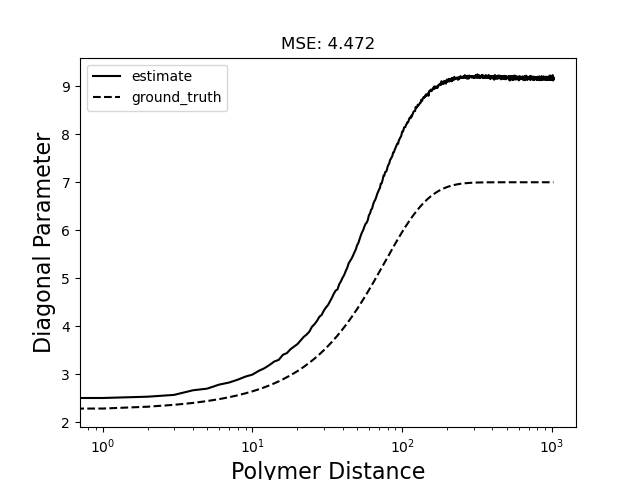 MSE: 4.472
estimate
ground_truth
Diagonal Parameter
9
8
7
6
5
4
3
2
10⁰ 10¹ 10² 10³
Polymer Distance